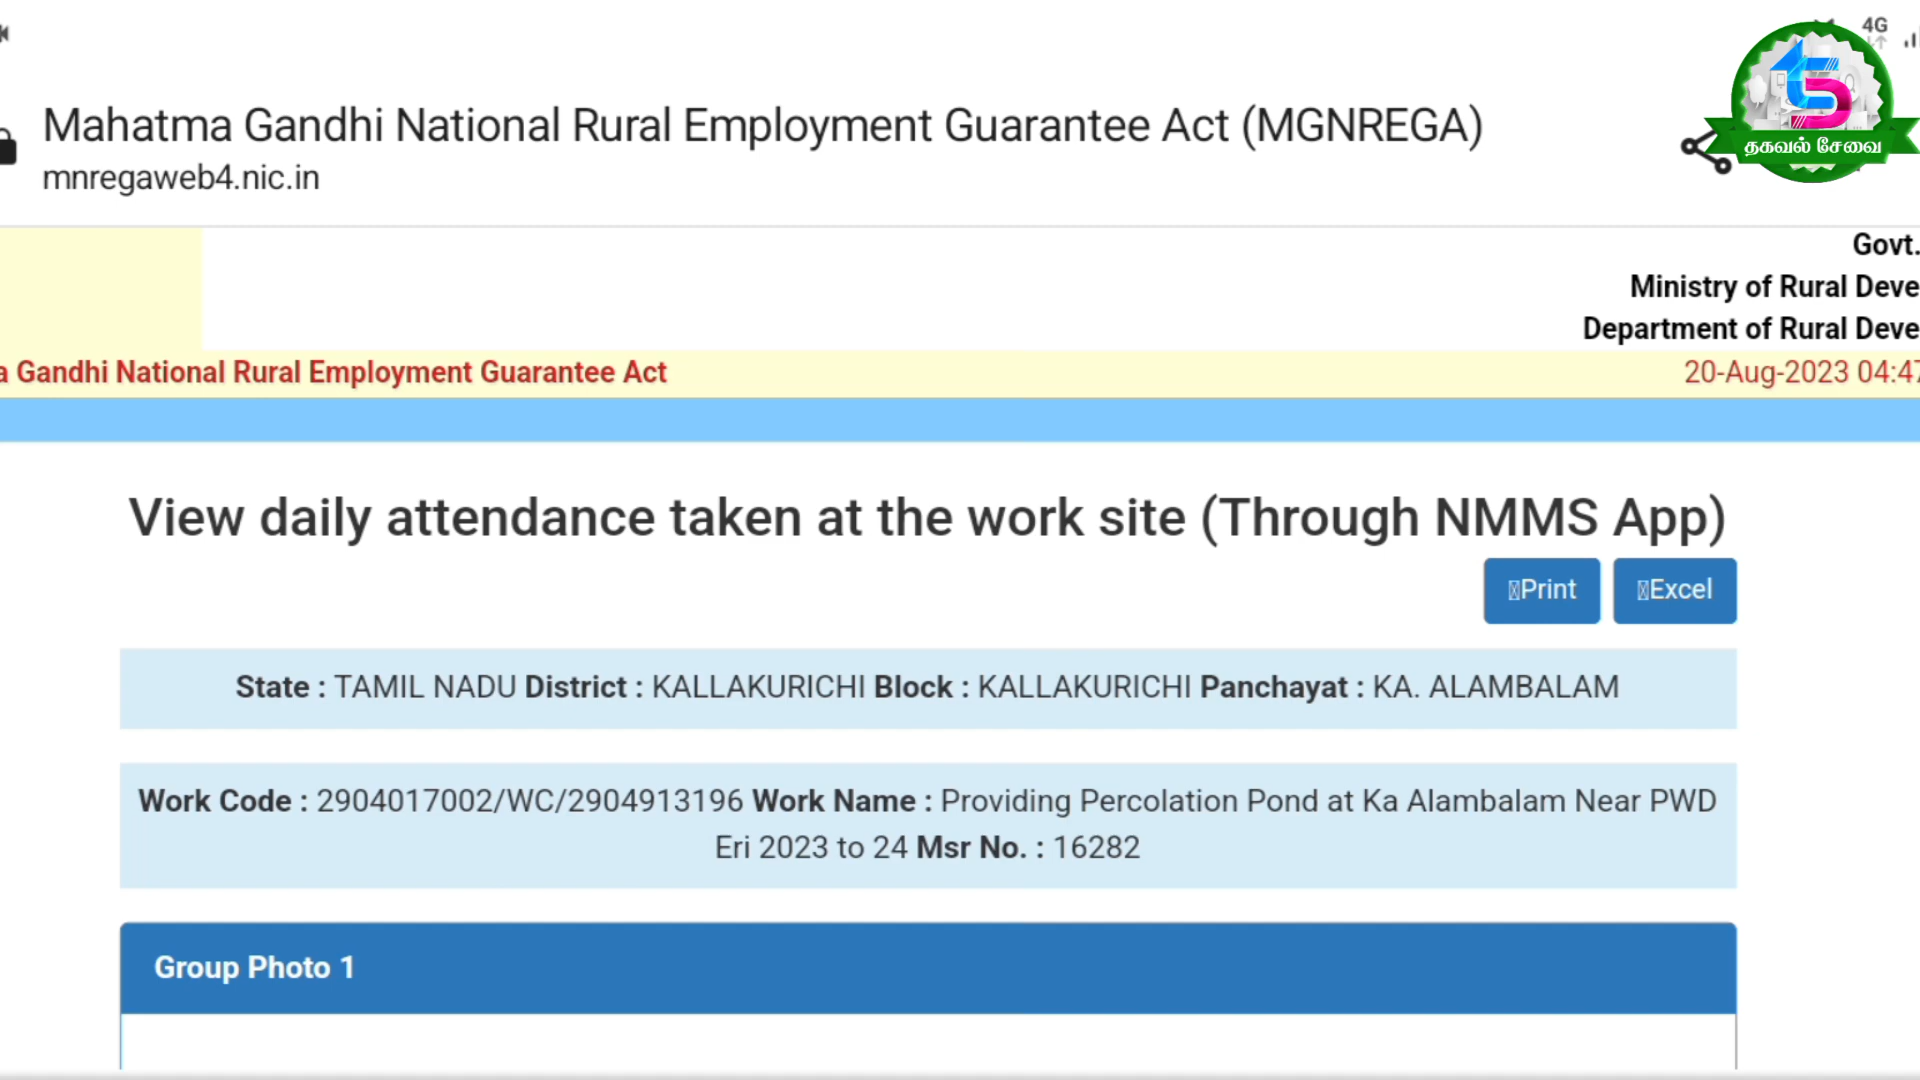 4G
Mahatma Gandhi National Rural Employment Guarantee Act (MGNREGA)
mnregaweb4.nic.in
தகவல் சேவை
Govt.
Ministry of Rural Deve
Department of Rural Deve
a Gandhi National Rural Employment Guarantee Act
20-Aug-2023 04:47
View daily attendance taken at the work site (Through NMMS App)
Print
Excel
State : TAMIL NADU District : KALLAKURICHI Block : KALLAKURICHI Panchayat : KA. ALAMBALAM
Work Code : 2904017002/WC/2904913196 Work Name : Providing Percolation Pond at Ka Alambalam Near PWD
Eri 2023 to 24 Msr No. : 16282
Group Photo 1